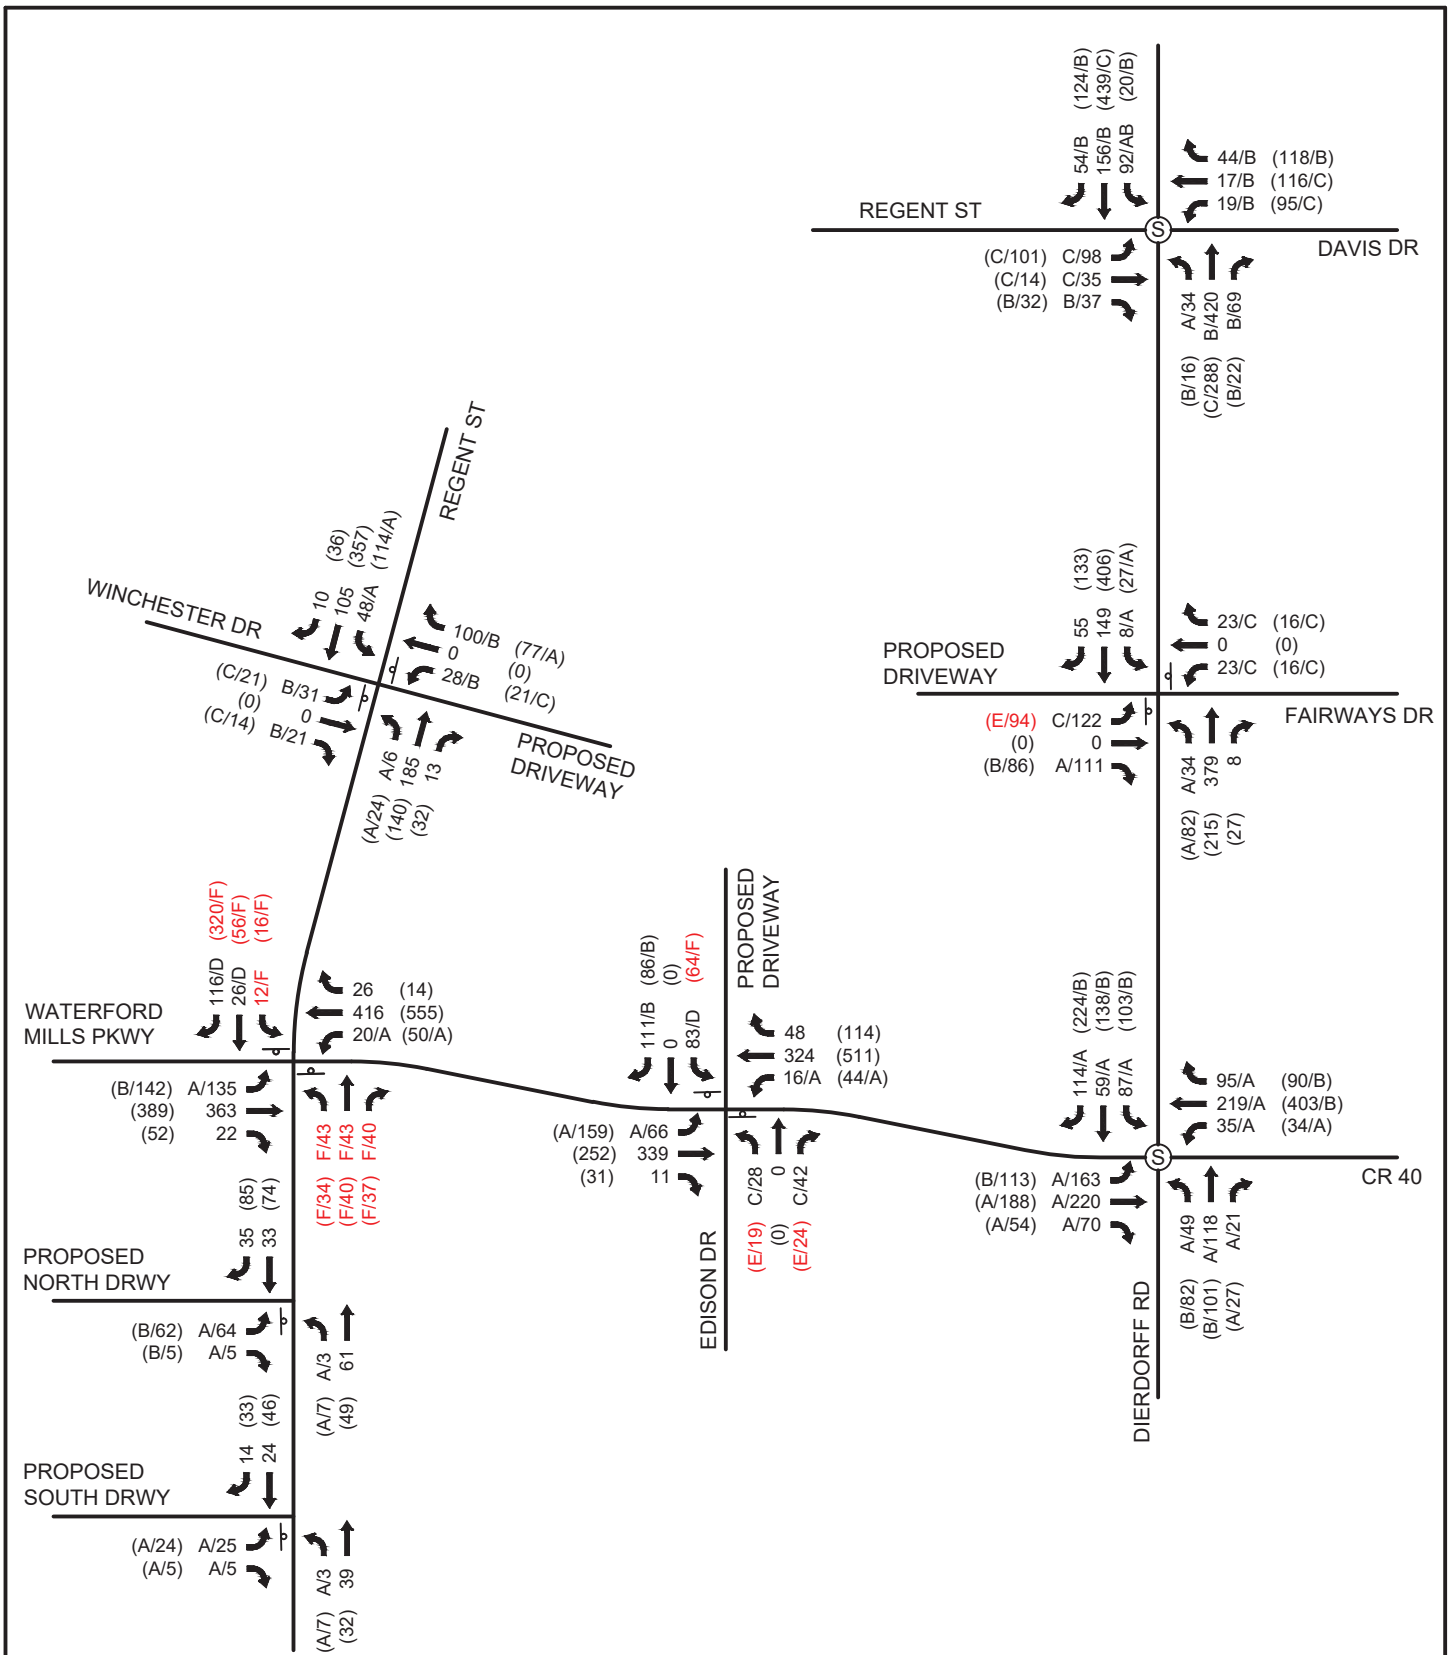 (124/B)
(439/C)
(20/B)
54/B
156/B
92/AB
44/B (118/B)
17/B (116/C)
19/B (95/C)
REGENT ST
S
DAVIS DR
(C/101) C/98
(C/14) C/35
(B/32) B/37
A/34
B/420
B/69
(B/16)
(C/288)
(B/22)
REGENT ST
(36)
(357)
(114/A)
10
105
48/A
WINCHESTER DR
100/B (77/A)
0 (0)
28/B (21/C)
(C/21) B/31
(0) 0
(C/14) B/21
A/6
185
13
(A/24)
(140)
(32)
PROPOSED
DRIVEWAY
(133)
(406)
(27/A)
55
149
8/A
23/C (16/C)
0 (0)
23/C (16/C)
PROPOSED
DRIVEWAY
FAIRWAYS DR
(E/94) C/122
(0) 0
(B/86) A/111
A/34
379
8
(A/82)
(215)
(27)
(320/F)
(56/F)
(16/F)
116/D
26/D
12/F
26 (14)
416 (555)
20/A (50/A)
WATERFORD
MILLS PKWY
(B/142) A/135
(389) 363
(52) 22
F/43
F/43
F/40
(F/34)
(F/40)
(F/37)
PROPOSED
DRIVEWAY
(86/B)
(0)
(64/F)
111/B
0
83/D
48 (114)
324 (511)
16/A (44/A)
(A/159) A/66
(252) 339
(31) 11
C/28
0
C/42
(E/19)
(0)
(E/24)
EDISON DR
(224/B)
(138/B)
(103/B)
114/A
59/A
87/A
95/A (90/B)
219/A (403/B)
35/A (34/A)
S
CR 40
(B/113) A/163
(A/188) A/220
(A/54) A/70
A/49
A/118
A/21
(B/82)
(B/101)
(A/27)
DIERDORFF RD
(85)
(74)
35
33
PROPOSED
NORTH DRWY
(B/62) A/64
(B/5) A/5
A/3
61
(A/7)
(49)
(33)
(46)
14
24
PROPOSED
SOUTH DRWY
(A/24) A/25
(A/5) A/5
A/3
39
(A/7)
(32)